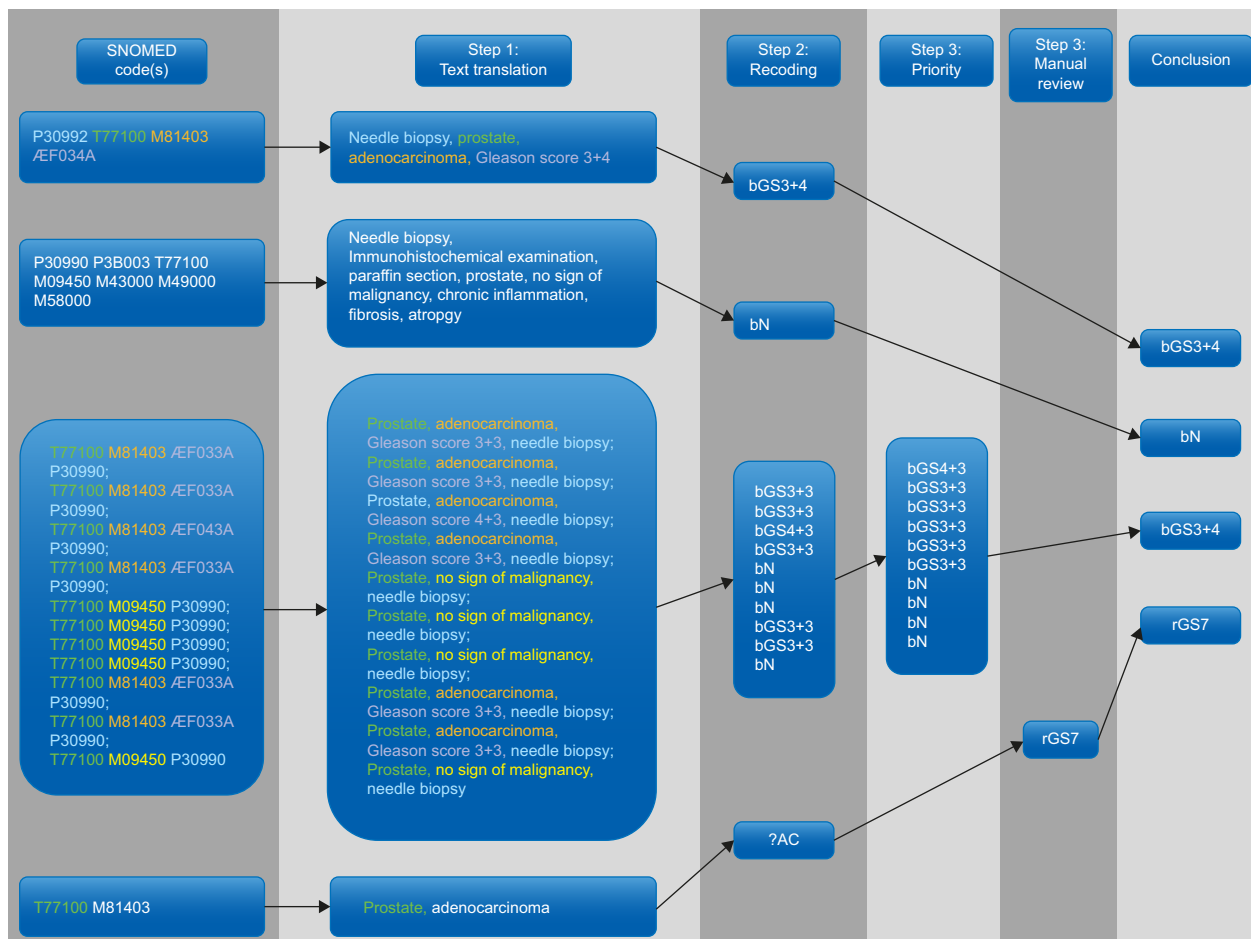 SNOMED
code(s)
Step 1:
Text translation
Step 2:
Recoding
Step 3:
Priority
Step 3:
Manual
review
Conclusion
P30992 T77100 M81403
ÆF034A
Needle biopsy, prostate,
adenocarcinoma, Gleason score 3+4
bGS3+4
bGS3+4
P30990 P3B003 T77100
M09450 M43000 M49000
M58000
Needle biopsy,
Immunohistochemical examination,
paraffin section, prostate, no sign of
malignancy, chronic inflammation,
fibrosis, atropgy
bN
bN
T77100 M81403 ÆF033A
P30990;
T77100 M81403 ÆF033A
P30990;
T77100 M81403 ÆF043A
P30990;
T77100 M81403 ÆF033A
P30990;
T77100 M09450 P30990;
T77100 M09450 P30990;
T77100 M09450 P30990;
T77100 M09450 P30990;
T77100 M81403 ÆF033A
P30990;
T77100 M81403 ÆF033A
P30990;
T77100 M09450 P30990
Prostate, adenocarcinoma,
Gleason score 3+3, needle biopsy;
Prostate, adenocarcinoma,
Gleason score 3+3, needle biopsy;
Prostate, adenocarcinoma,
Gleason score 4+3, needle biopsy;
Prostate, adenocarcinoma,
Gleason score 3+3, needle biopsy;
Prostate, no sign of malignancy,
needle biopsy;
Prostate, no sign of malignancy,
needle biopsy;
Prostate, no sign of malignancy,
needle biopsy;
Prostate, adenocarcinoma,
Gleason score 3+3, needle biopsy;
Prostate, adenocarcinoma,
Gleason score 3+3, needle biopsy;
Prostate, no sign of malignancy,
needle biopsy
bGS3+3
bGS3+3
bGS4+3
bGS3+3
bN
bN
bN
bGS3+3
bGS3+3
bN
bGS4+3
bGS3+3
bGS3+3
bGS3+3
bGS3+3
bGS3+3
bN
bN
bN
bN
bGS3+4
T77100 M81403
Prostate, adenocarcinoma
?AC
rGS7
rGS7